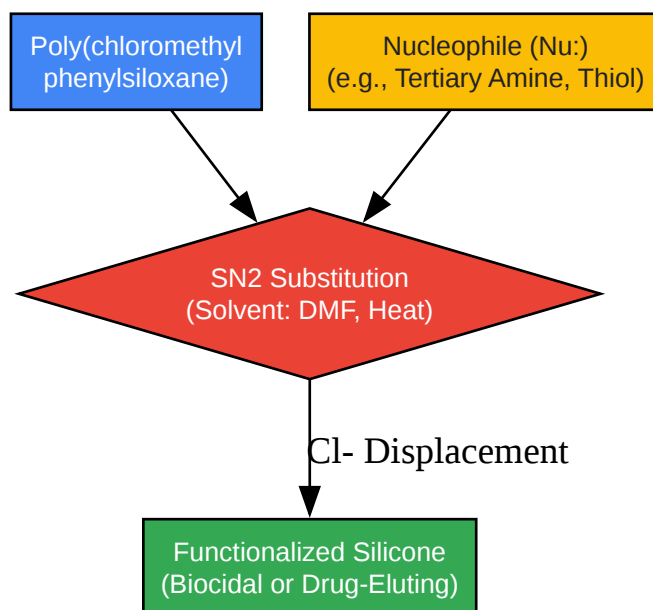 Poly(chloromethyl
phenylsiloxane)
Nucleophile (Nu:)
(e.g., Tertiary Amine, Thiol)
SN2 Substitution
(Solvent: DMF, Heat)
Cl- Displacement
Functionalized Silicone
(Biocidal or Drug-Eluting)